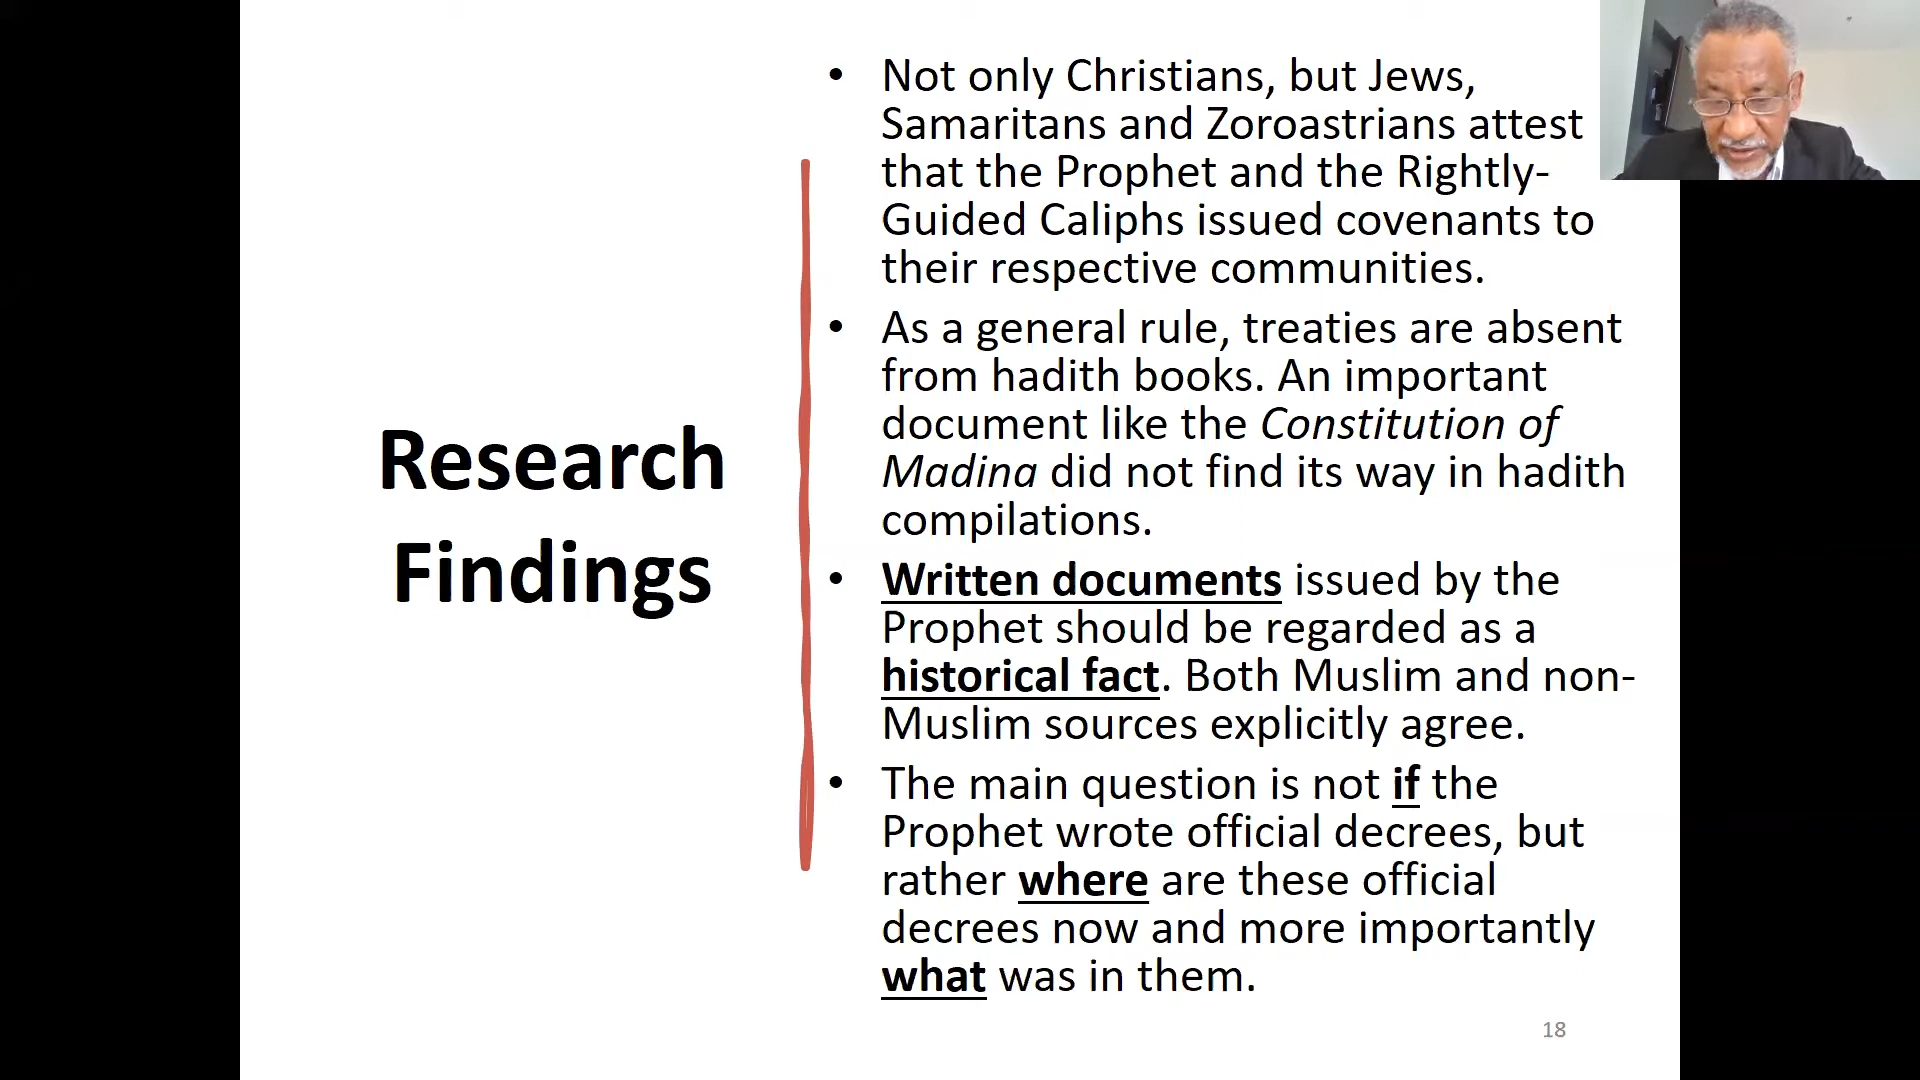 Research
Findings
• Not only Christians, but Jews,
Samaritans and Zoroastrians attest
that the Prophet and the Rightly-
Guided Caliphs issued covenants to
their respective communities.
• As a general rule, treaties are absent
from hadith books. An important
document like the Constitution of
Madina did not find its way in hadith
compilations.
• Written documents issued by the
Prophet should be regarded as a
historical fact. Both Muslim and non-
Muslim sources explicitly agree.
• The main question is not if the
Prophet wrote official decrees, but
rather where are these official
decrees now and more importantly
what was in them.
18